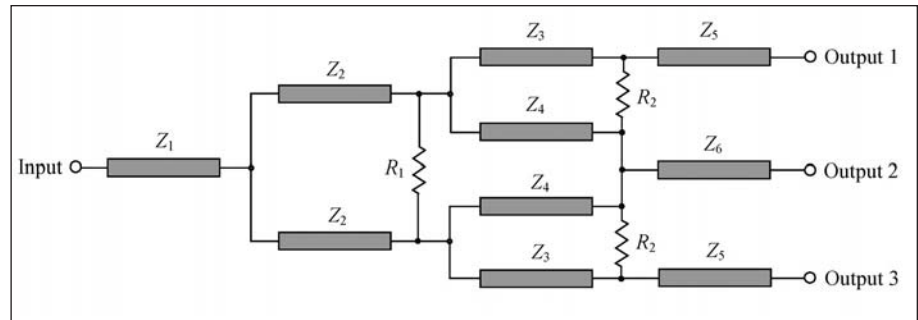 Z3
Z5
Output 1
Z2
R2
Z4
Z1
Z6
Input
R1
Output 2
Z4
Z2
R2
Z5
Z3
Output 3